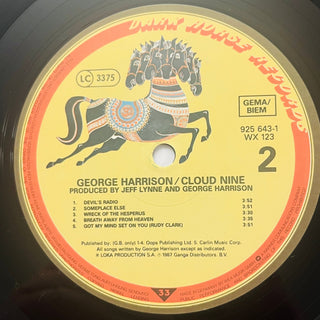 DARK HORSE RECORDS
LC 3375
GEMA/
BIEM
925 643-1
WX 123
2
GEORGE HARRISON/CLOUD NINE
PRODUCED BY JEFF LYNNE AND GEORGE HARRISON
1. DEVIL'S RADIO 3:52
2. SOMEPLACE ELSE 3:51
3. WRECK OF THE HESPERUS 3:30
4. BREATH AWAY FROM HEAVEN 3:35
5. GOT MY MIND SET ON YOU (RUDY CLARK) 3:51
Published by: (G.B. only) 1-4. Oops Publishing Ltd. 5. Carlin Music Corp.
All songs written by George Harrison except as indicated.
℗ LOKA PRODUCTION S.A. © 1987 Ganga Distributors B.V.
33